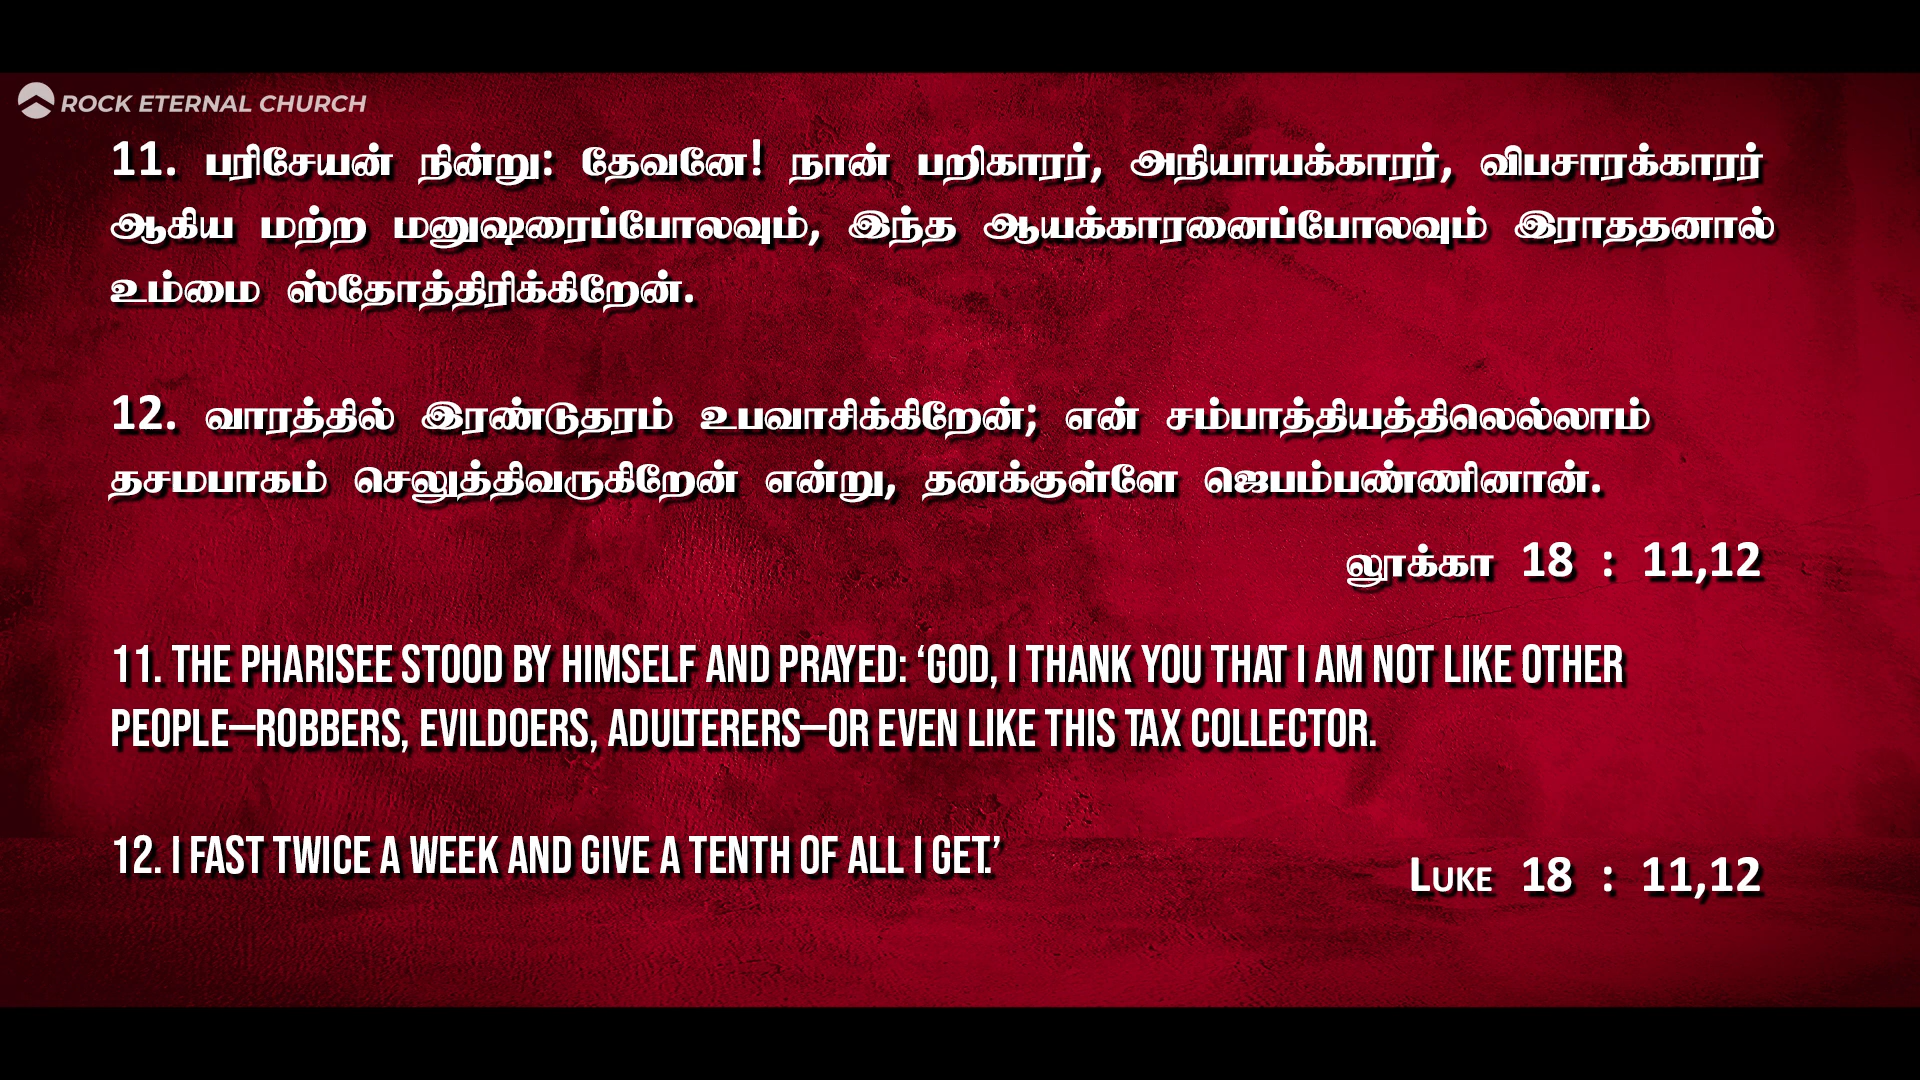 ROCK ETERNAL CHURCH
11. பரிசேயன் நின்று: தேவனே! நான் பறிகாரர், அநியாயக்காரர், விபசாரக்காரர்
ஆகிய மற்ற மனுஷரைப்போலவும், இந்த ஆயக்காரனைப்போலவும் இராததனால்
உம்மை ஸ்தோத்திரிக்கிறேன்.
12. வாரத்தில் இரண்டுதரம் உபவாசிக்கிறேன்; என் சம்பாத்தியத்திலெல்லாம்
தசமபாகம் செலுத்திவருகிறேன் என்று, தனக்குள்ளே ஜெபம்பண்ணினான்.
லூக்கா 18 : 11,12
11. THE PHARISEE STOOD BY HIMSELF AND PRAYED: ‘GOD, I THANK YOU THAT I AM NOT LIKE OTHER
PEOPLE—ROBBERS, EVILDOERS, ADULTERERS—OR EVEN LIKE THIS TAX COLLECTOR.
12. I FAST TWICE A WEEK AND GIVE A TENTH OF ALL I GET.’
LUKE 18 : 11,12